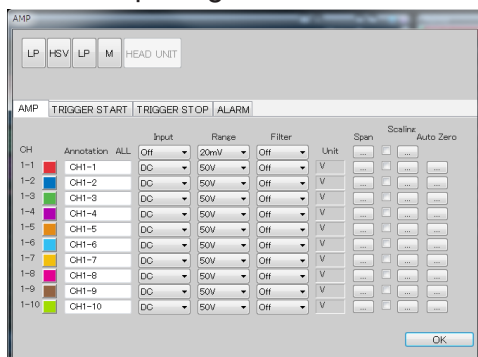 AMP
LP HSV LP M HEAD UNIT
AMP TRIGGER START TRIGGER STOP ALARM
Input Range Filter Span Scaling Auto Zero
CH Annotation ALL Off 20mV Off Unit ... ...
1-1 CH1-1 DC 50V Off V ... ... ...
1-2 CH1-2 DC 50V Off V ... ... ...
1-3 CH1-3 DC 50V Off V ... ... ...
1-4 CH1-4 DC 50V Off V ... ... ...
1-5 CH1-5 DC 50V Off V ... ... ...
1-6 CH1-6 DC 50V Off V ... ... ...
1-7 CH1-7 DC 50V Off V ... ... ...
1-8 CH1-8 DC 50V Off V ... ... ...
1-9 CH1-9 DC 50V Off V ... ... ...
1-10 CH1-10 DC 50V Off V ... ... ...
OK